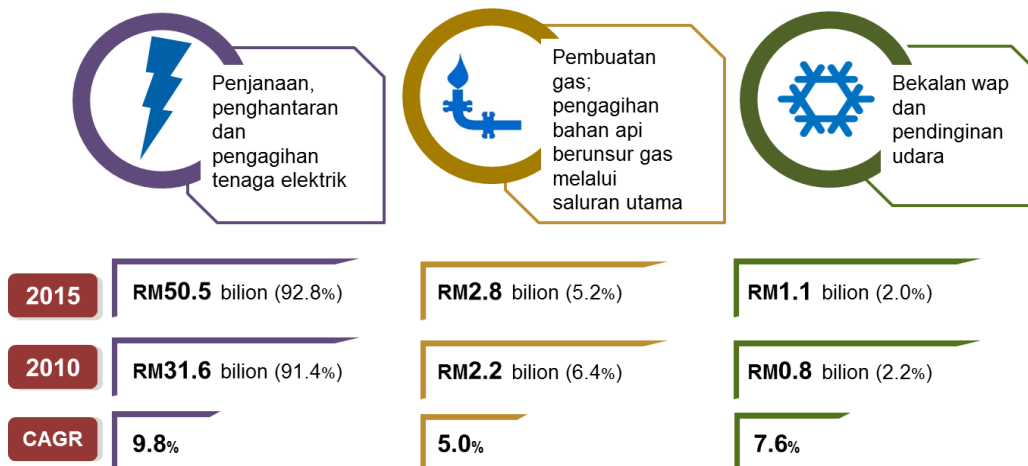 Penjanaan,
penghantaran
dan
pengagihan
tenaga elektrik
Pembuatan
gas;
pengagihan
bahan api
berunsur gas
melalui
saluran utama
Bekalan wap
dan
pendinginan
udara
2015
RM50.5 bilion (92.8%)
RM2.8 bilion (5.2%)
RM1.1 bilion (2.0%)
2010
RM31.6 bilion (91.4%)
RM2.2 bilion (6.4%)
RM0.8 bilion (2.2%)
CAGR
9.8%
5.0%
7.6%